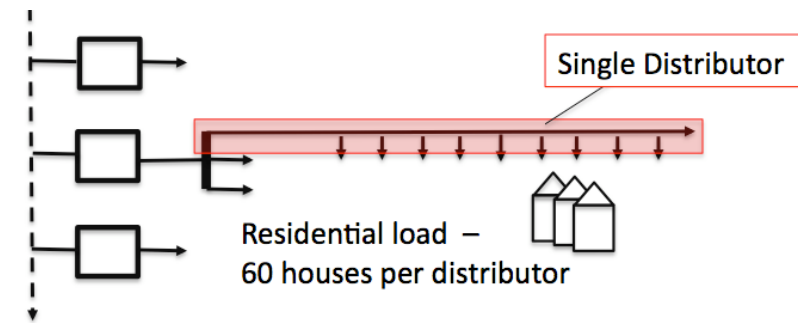 Single Distributor
Residential load –
60 houses per distributor